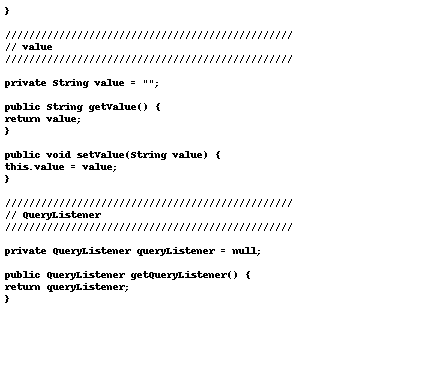 }
////////////////////////////////////////////////
// value
////////////////////////////////////////////////
private String value = "";
public String getValue() {
return value;
}
public void setValue(String value) {
this.value = value;
}
////////////////////////////////////////////////
// QueryListener
////////////////////////////////////////////////
private QueryListener queryListener = null;
public QueryListener getQueryListener() {
return queryListener;
}